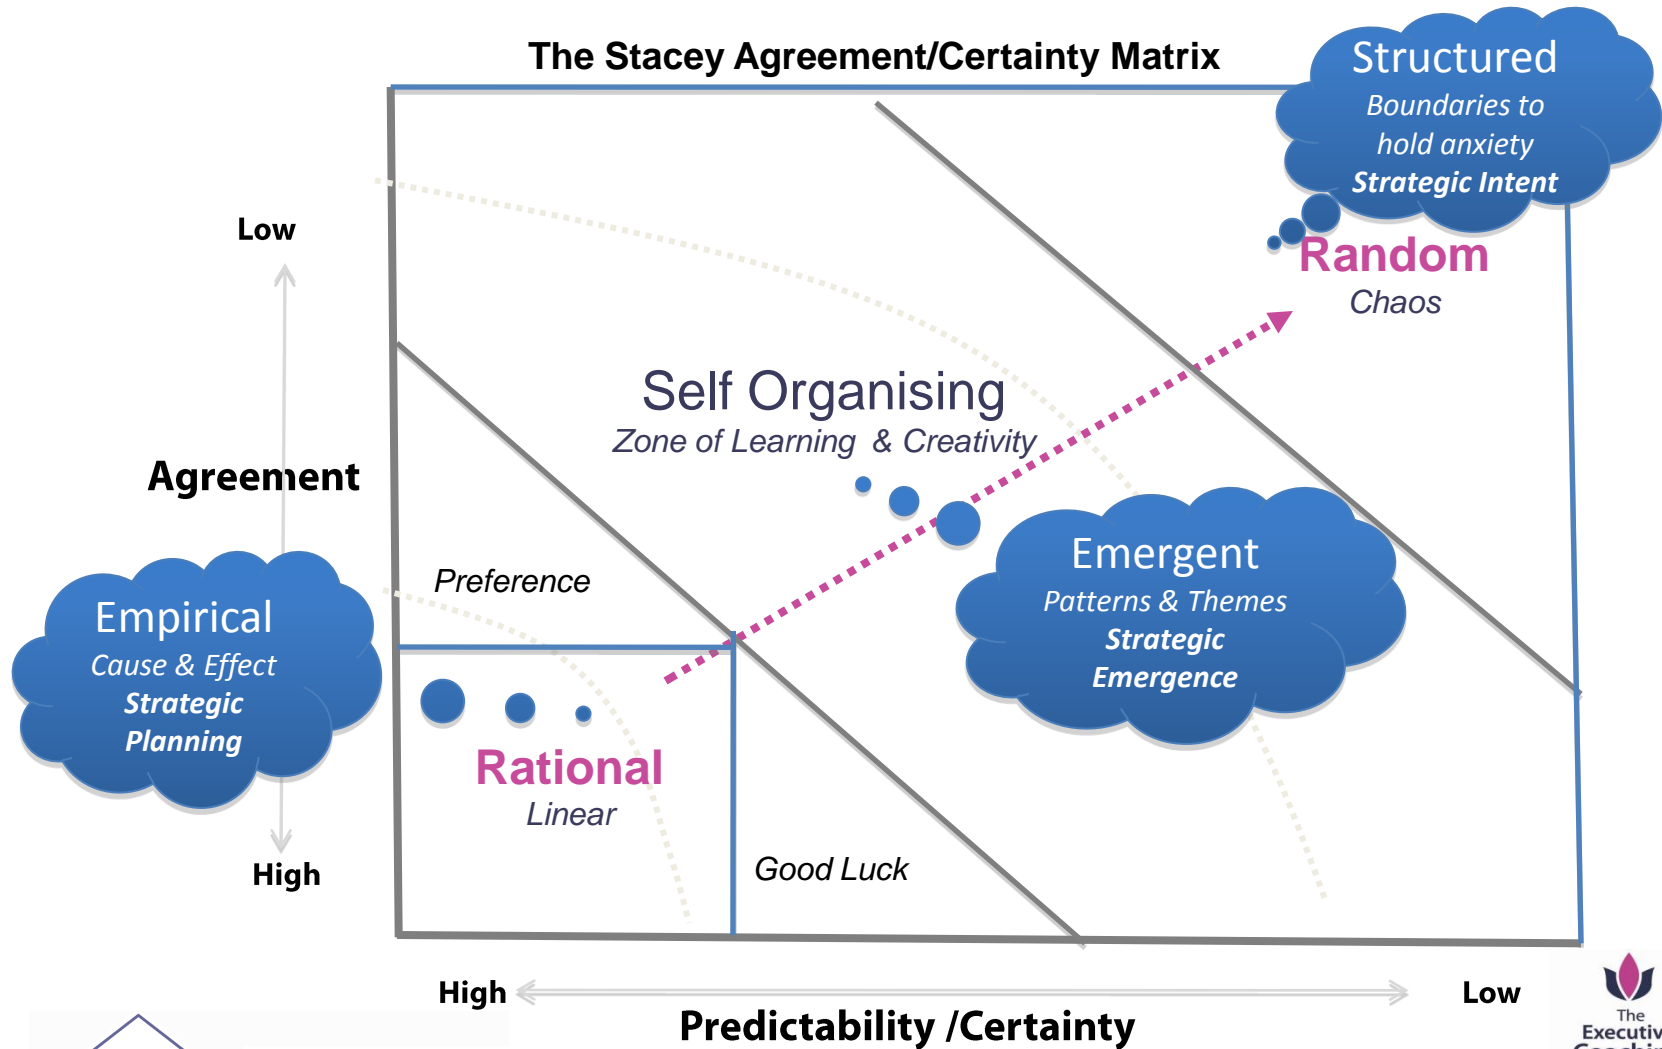 The Stacey Agreement/Certainty Matrix
Structured
Boundaries to
hold anxiety
Strategic Intent
Low
Random
Chaos
Self Organising
Zone of Learning & Creativity
Agreement
Preference
Emergent
Patterns & Themes
Strategic
Emergence
Empirical
Cause & Effect
Strategic
Planning
Rational
Linear
Good Luck
High
High
Low
Predictability /Certainty
The